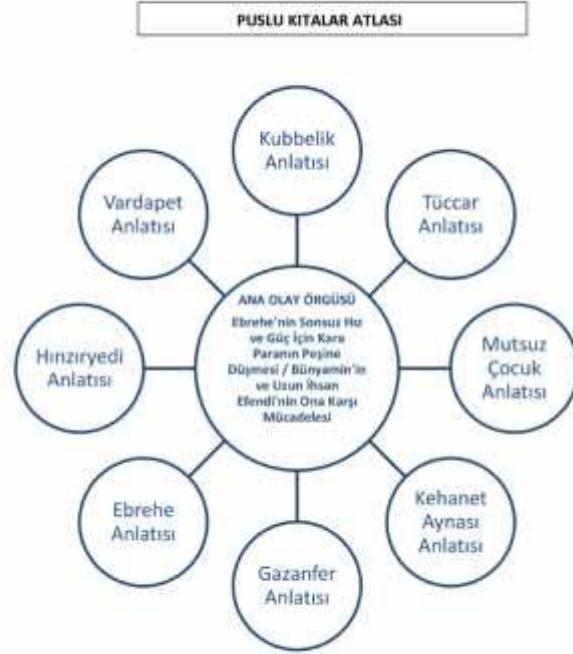 PUSLU KITALAR ATLASI
Kubbelik
Anlatısı
Tüccar
Anlatısı
Mutsuz
Çocuk
Anlatısı
Kehanet
Aynası
Anlatısı
Gazanfer
Anlatısı
Ebrehe
Anlatısı
Hınzıryedi
Anlatısı
Vardapet
Anlatısı
ANA OLAY ÖRGÜSÜ
Ebrehe'nin Sonsuz Hız
ve Güç İçin Kara
Paranın Peşine
Düşmesi / Bünyamin'in
ve Uzun İhsan
Efendi'nin Ona Karşı
Mücadelesi